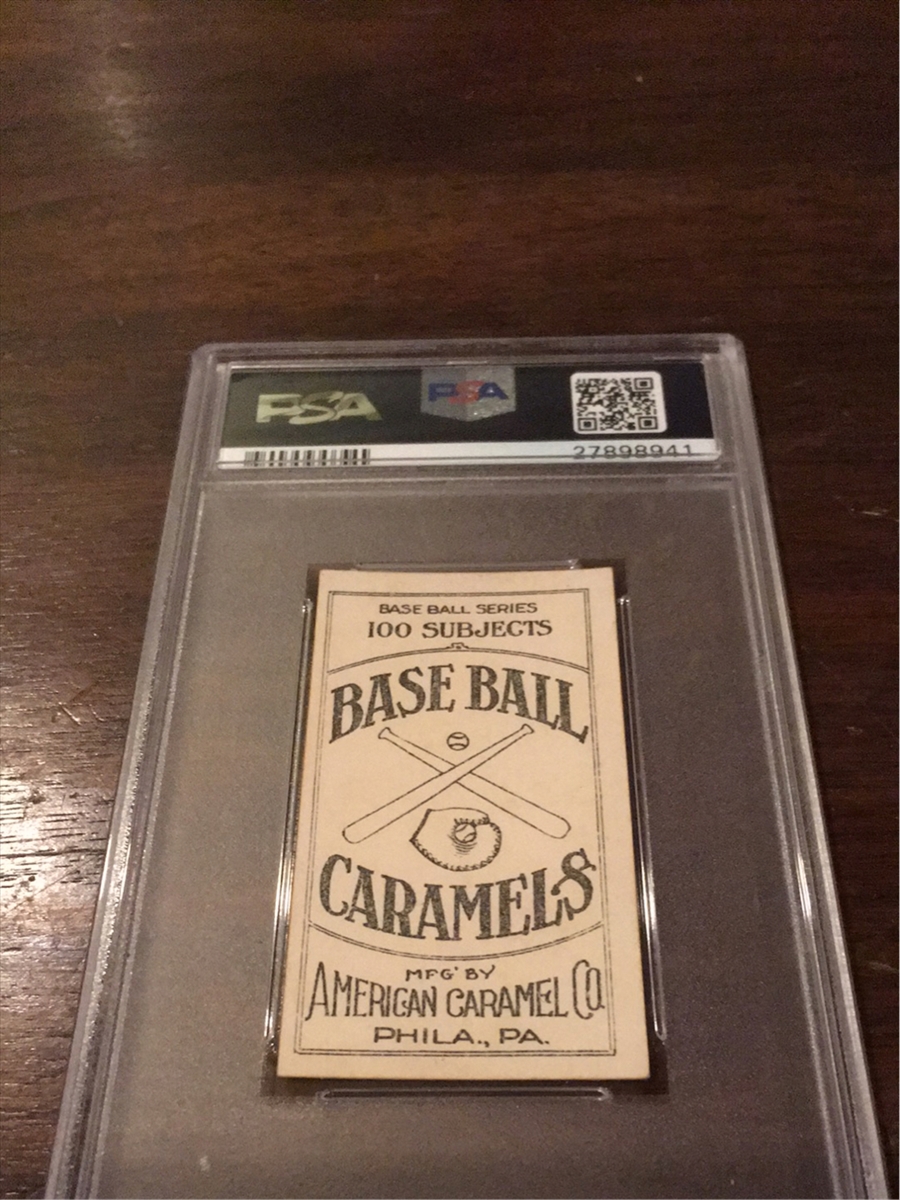 PSA
PSA
27898941
BASE BALL SERIES
100 SUBJECTS
BASE BALL
CARAMELS
MFG' BY
AMERICAN CARAMEL Co
PHILA., PA.